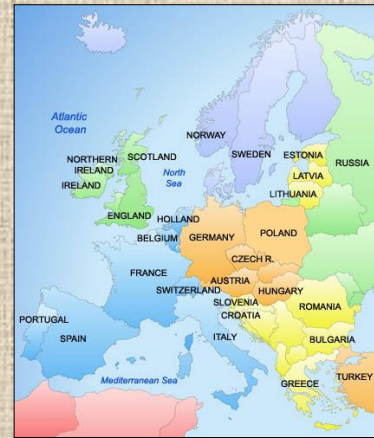 Atlantic
Ocean
NORWAY
SWEDEN
ESTONIA
RUSSIA
LATVIA
LITHUANIA
NORTHERN
IRELAND
SCOTLAND
North
Sea
IRELAND
ENGLAND
HOLLAND
BELGIUM
GERMANY
POLAND
CZECH R.
FRANCE
AUSTRIA
SWITZERLAND
HUNGARY
SLOVENIA
CROATIA
ROMANIA
PORTUGAL
SPAIN
ITALY
BULGARIA
Mediterranean Sea
GREECE
TURKEY